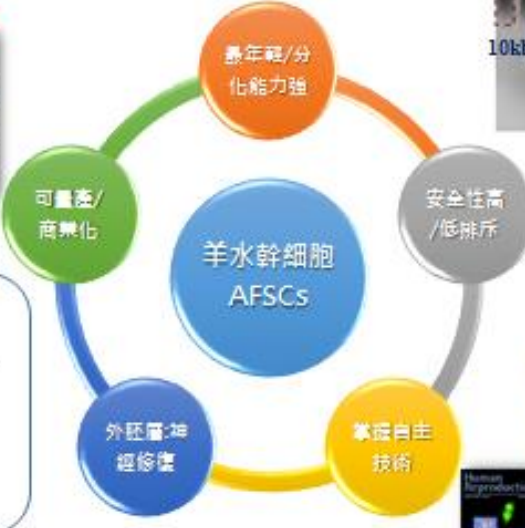 最年輕/分
化能力強
10kb
安全性高
/低排斥
掌握自主
技術
外胚層:神
經修復
可量產/
商業化
羊水幹細胞
AFSCs
Human
Reproduction